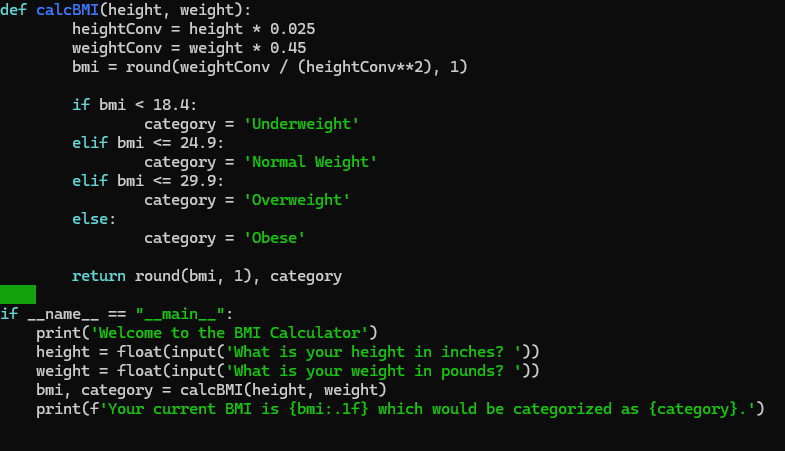 def calcBMI(height, weight):
        heightConv = height * 0.025
        weightConv = weight * 0.45
        bmi = round(weightConv / (heightConv**2), 1)

        if bmi < 18.4:
                category = 'Underweight'
        elif bmi <= 24.9:
                category = 'Normal Weight'
        elif bmi <= 29.9:
                category = 'Overweight'
        else:
                category = 'Obese'

        return round(bmi, 1), category

if __name__ == "__main__":
    print('Welcome to the BMI Calculator')
    height = float(input('What is your height in inches? '))
    weight = float(input('What is your weight in pounds? '))
    bmi, category = calcBMI(height, weight)
    print(f'Your current BMI is {bmi:.1f} which would be categorized as {category}.')